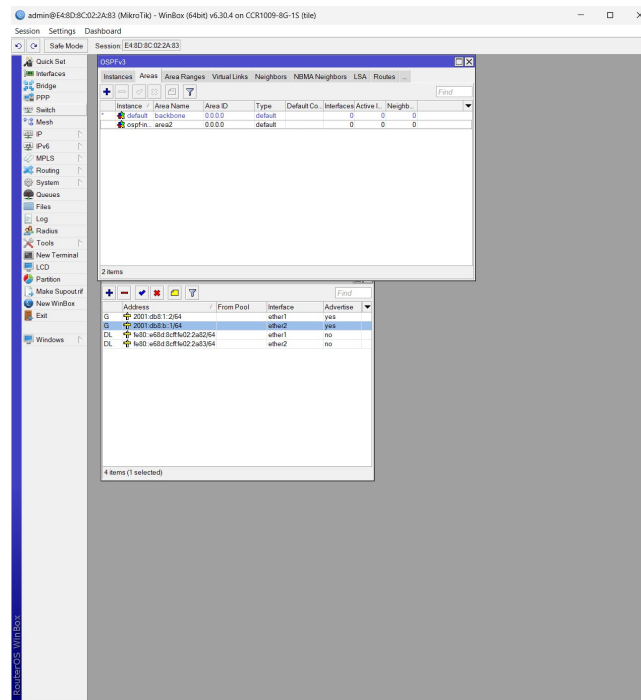 admin@E4:8D:8C:02:2A:83 (MikroTik) - WinBox (64bit) v6.30.4 on CCR1009-8G-1S (tile)
Session Settings Dashboard
Safe Mode Session: E4:8D:8C:02:2A:83
Quick Set
Interfaces
Bridge
PPP
Switch
Mesh
IP
IPv6
MPLS
Routing
System
Queues
Files
Log
Radius
Tools
New Terminal
LCD
Partition
Make Supout.rif
New WinBox
Exit
Windows
RouterOS WinBox
OSPFv3
Instances Areas Area Ranges Virtual Links Neighbors NBMA Neighbors LSA Routes ...
Find
Instance Area Name Area ID Type Default Co... Interfaces Active I... Neighb...
* default backbone 0.0.0.0 default 0 0 0
ospf-in... area2 0.0.0.0 default 0 0 0
2 items
Find
Address From Pool Interface Advertise
G 2001:db8:1::2/64 ether1 yes
G 2001:db8:b::1/64 ether2 yes
DL fe80::e68d:8cff:fe02:2a82/64 ether1 no
DL fe80::e68d:8cff:fe02:2a83/64 ether2 no
4 items (1 selected)